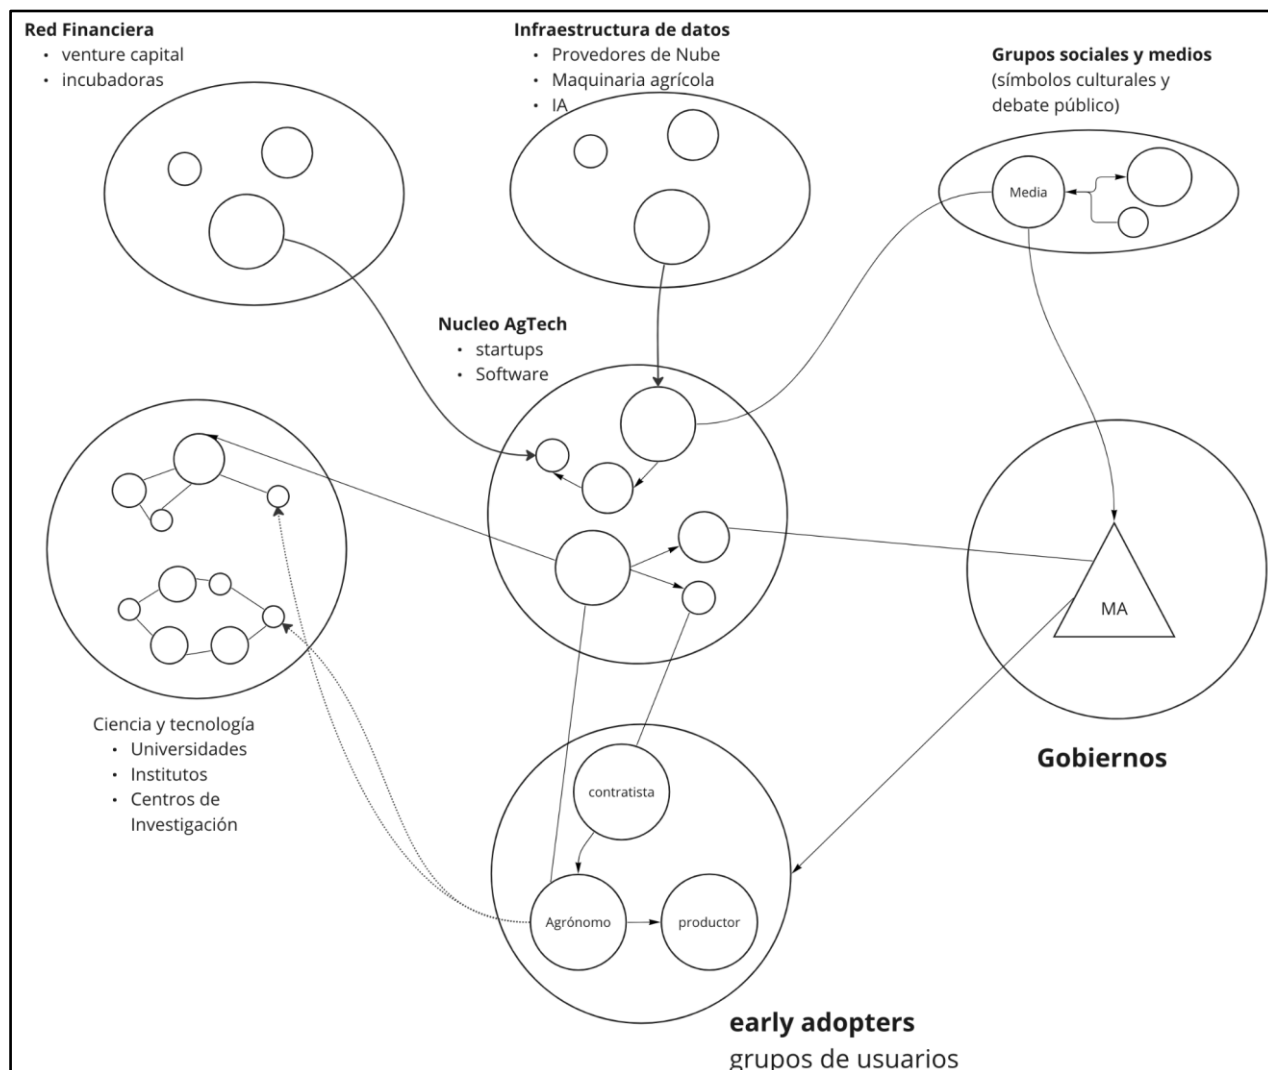 Red Financiera
• venture capital
• incubadoras
Infraestructura de datos
• Provedores de Nube
• Maquinaria agrícola
• IA
Grupos sociales y medios
(símbolos culturales y
debate público)
Media
Nucleo AgTech
• startups
• Software
MA
Gobiernos
Ciencia y tecnología
• Universidades
• Institutos
• Centros de
Investigación
contratista
Agrónomo
productor
early adopters
grupos de usuarios